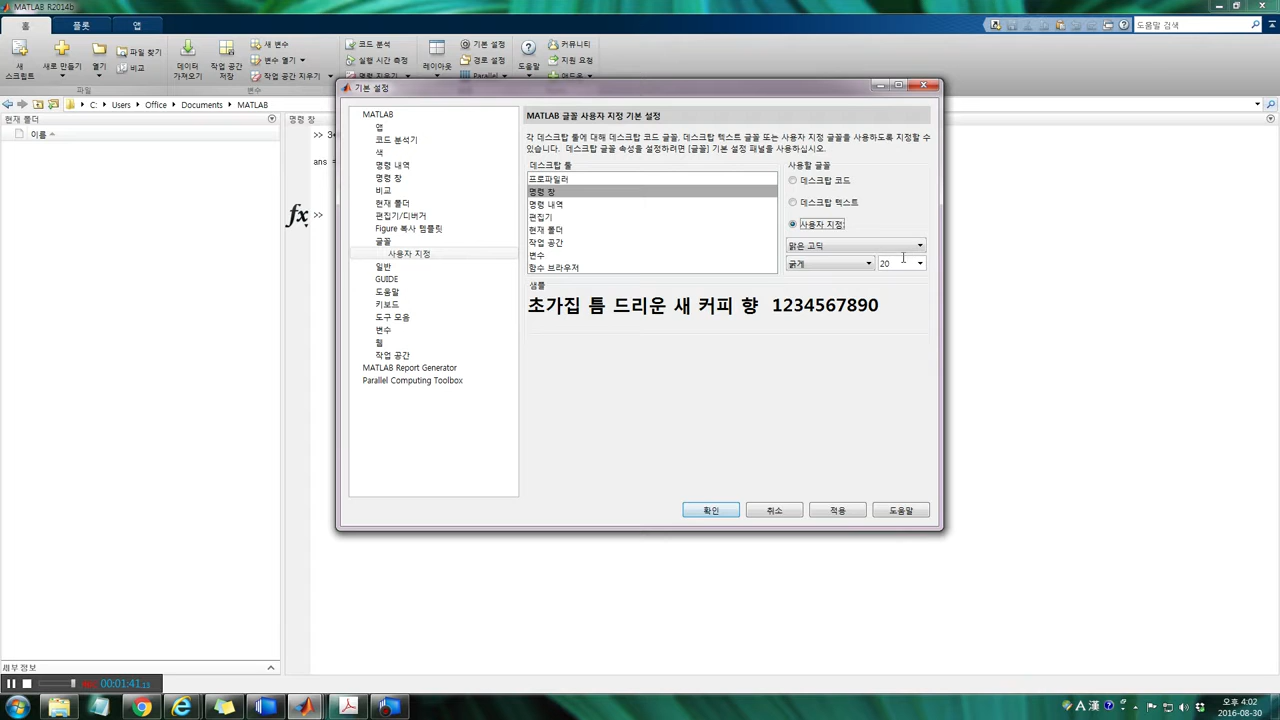 MATLAB R2014b
홈 플롯 앱
도움말 검색
새 스크립트
새로 만들기
열기
파일 찾기
비교
데이터 가져오기
작업 공간 저장
새 변수
변수 열기
작업 공간 지우기
코드 분석
실행 시간 측정
명령 지우기
레이아웃
기본 설정
경로 설정
Parallel
도움말
커뮤니티
지원 요청
애드온
파일
변수
C: Users Office Documents MATLAB
현재 폴더
이름
명령 창
>> 3
ans =
fx >>
세부 정보
기본 설정
MATLAB
앱
코드 분석기
색
명령 내역
명령 창
비교
현재 폴더
편집기/디버거
Figure 복사 템플릿
글꼴
사용자 지정
일반
GUIDE
도움말
키보드
도구 모음
변수
웹
작업 공간
MATLAB Report Generator
Parallel Computing Toolbox
MATLAB 글꼴 사용자 지정 기본 설정
각 데스크탑 툴에 대해 데스크탑 코드 글꼴, 데스크탑 텍스트 글꼴 또는 사용자 지정 글꼴을 사용하도록 지정할 수
있습니다. 데스크탑 글꼴 속성을 설정하려면 [글꼴] 기본 설정 패널을 사용하십시오.
데스크탑 툴
프로파일러
명령 창
명령 내역
편집기
현재 폴더
작업 공간
변수
함수 브라우저
사용할 글꼴
데스크탑 코드
데스크탑 텍스트
사용자 지정
맑은 고딕
굵게 20
샘플
초가집 틈 드리운 새 커피 향 1234567890
확인 취소 적용 도움말
00:01:41
오후 4:02
2016-08-30